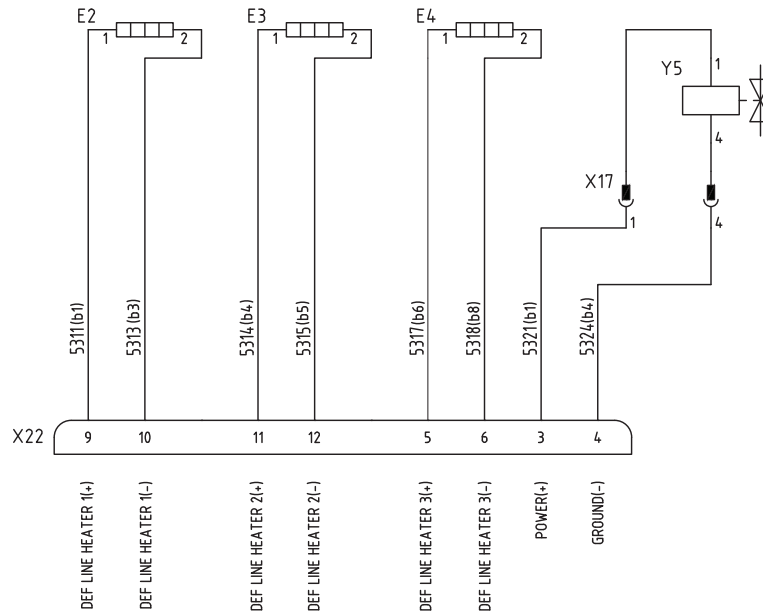 E2
1
2
E3
1
2
E4
1
2
Y5
1
4
X17
1
4
5311(b1)
5313(b3)
5314(b4)
5315(b5)
5317(b6)
5318(b8)
5321(b1)
5324(b4)
X22
9
10
11
12
5
6
3
4
DEF LINE HEATER 1(+)
DEF LINE HEATER 1(-)
DEF LINE HEATER 2(+)
DEF LINE HEATER 2(-)
DEF LINE HEATER 3(+)
DEF LINE HEATER 3(-)
POWER(+)
GROUND(-)